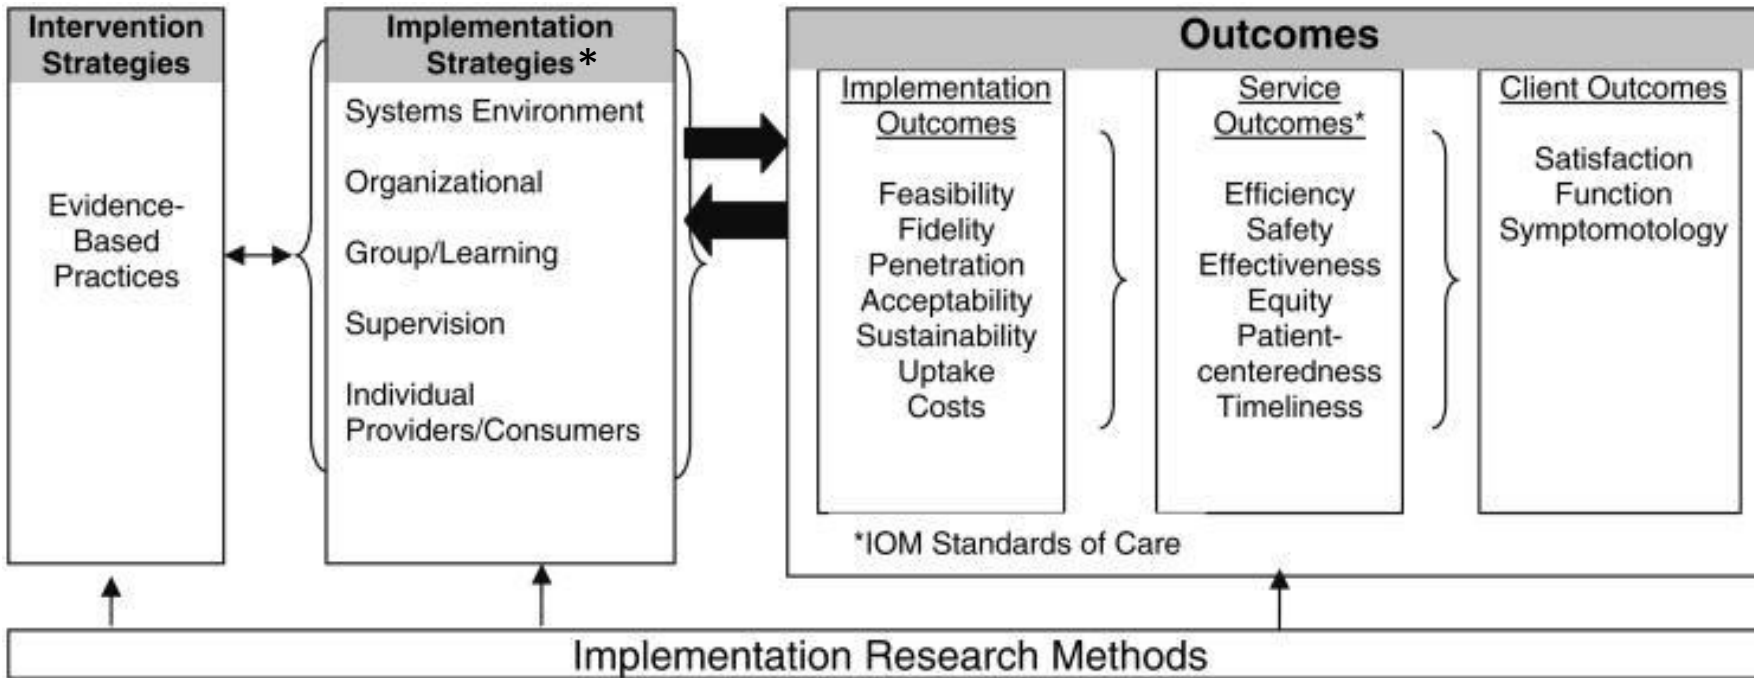 Intervention
Strategies
Evidence-
Based
Practices
Implementation
Strategies*
Systems Environment
Organizational
Group/Learning
Supervision
Individual
Providers/Consumers
Outcomes
Implementation
Outcomes
Feasibility
Fidelity
Penetration
Acceptability
Sustainability
Uptake
Costs
Service
Outcomes*
Efficiency
Safety
Effectiveness
Equity
Patient-
centeredness
Timeliness
Client Outcomes
Satisfaction
Function
Symptomotology
*IOM Standards of Care
Implementation Research Methods